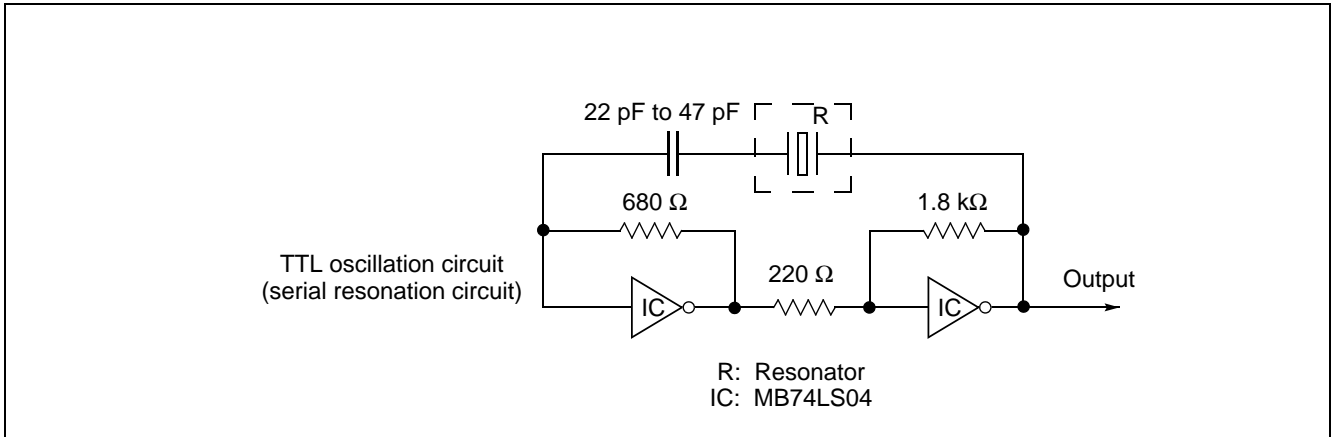 22 pF to 47 pF
R
680 Ω
1.8 kΩ
TTL oscillation circuit
(serial resonation circuit)
220 Ω
Output
IC
IC
R: Resonator
IC: MB74LS04